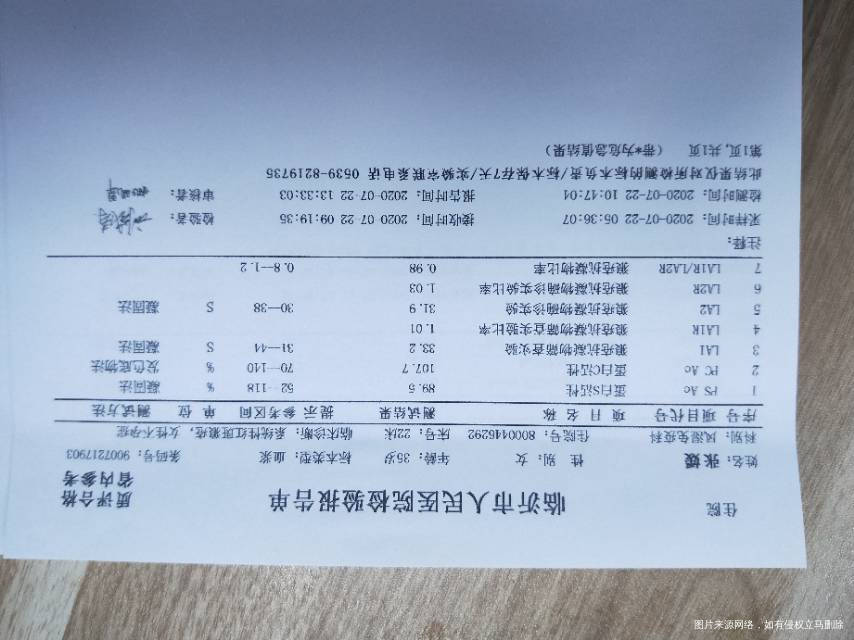 住院
临沂市人民医院检验报告单
质评合格
省内参考
姓名：张媛 性 别：女 年龄：35岁 标本类型：血浆 条码号：9007217903
科别：风湿免疫科 住院号：8000446292 床号：22床 临床诊断：系统性红斑狼疮，女性不孕症
序号 项目代号 项 目 名 称 测试结果 提示 参考区间 单 位 测试方法
1 PS Ac 蛋白S活性 89.5 52--118 % 凝固法
2 PC Ac 蛋白C活性 107.7 70--140 % 发色底物法
3 LA1 狼疮抗凝物筛查实验 33.2 31--44 S 凝固法
4 LA1R 狼疮抗凝物筛查实验比率 1.01
5 LA2 狼疮抗凝物确诊实验 31.9 30--38 S 凝固法
6 LA2R 狼疮抗凝物确诊实验比率 1.03
7 LA1R/LA2R 狼疮抗凝物比率 0.98 0.8--1.2
注释：
采样时间：2020-07-22 05:36:07 接收时间：2020-07-22 09:19:35 检验者：
检测时间：2020-07-22 10:47:04 报告时间：2020-07-22 13:33:03 审核者：
此结果仅对所检测的标本负责/标本保存7天/实验室联系电话 0539-8219735
第1页,共1页 （带*为危急值结果）
图片来源网络，如有侵权立马删除